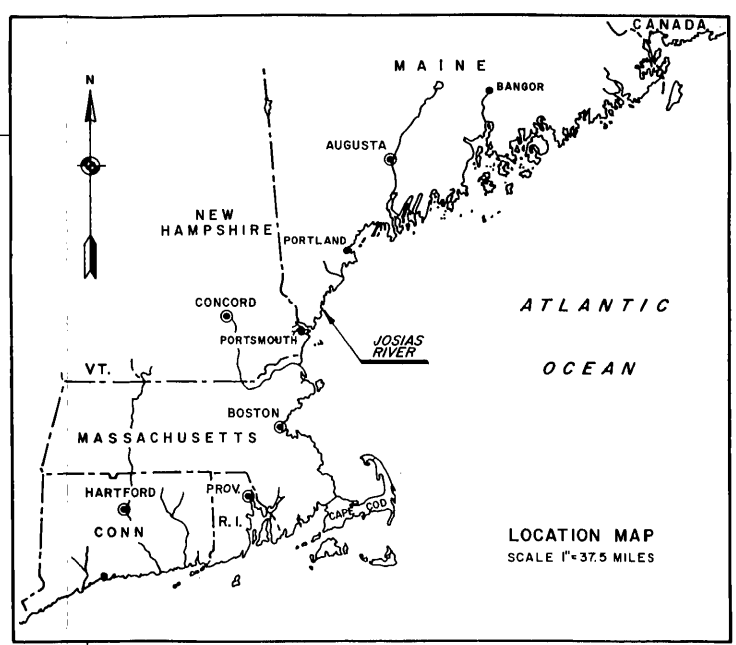 CANADA
MAINE
N
BANGOR
AUGUSTA
NEW
HAMPSHIRE
PORTLAND
CONCORD
ATLANTIC
PORTSMOUTH
JOSIAS
RIVER
VT.
OCEAN
BOSTON
MASSACHUSETTS
HARTFORD
PROV.
CAPE COD
R.I.
CONN
LOCATION MAP
SCALE 1"=37.5 MILES